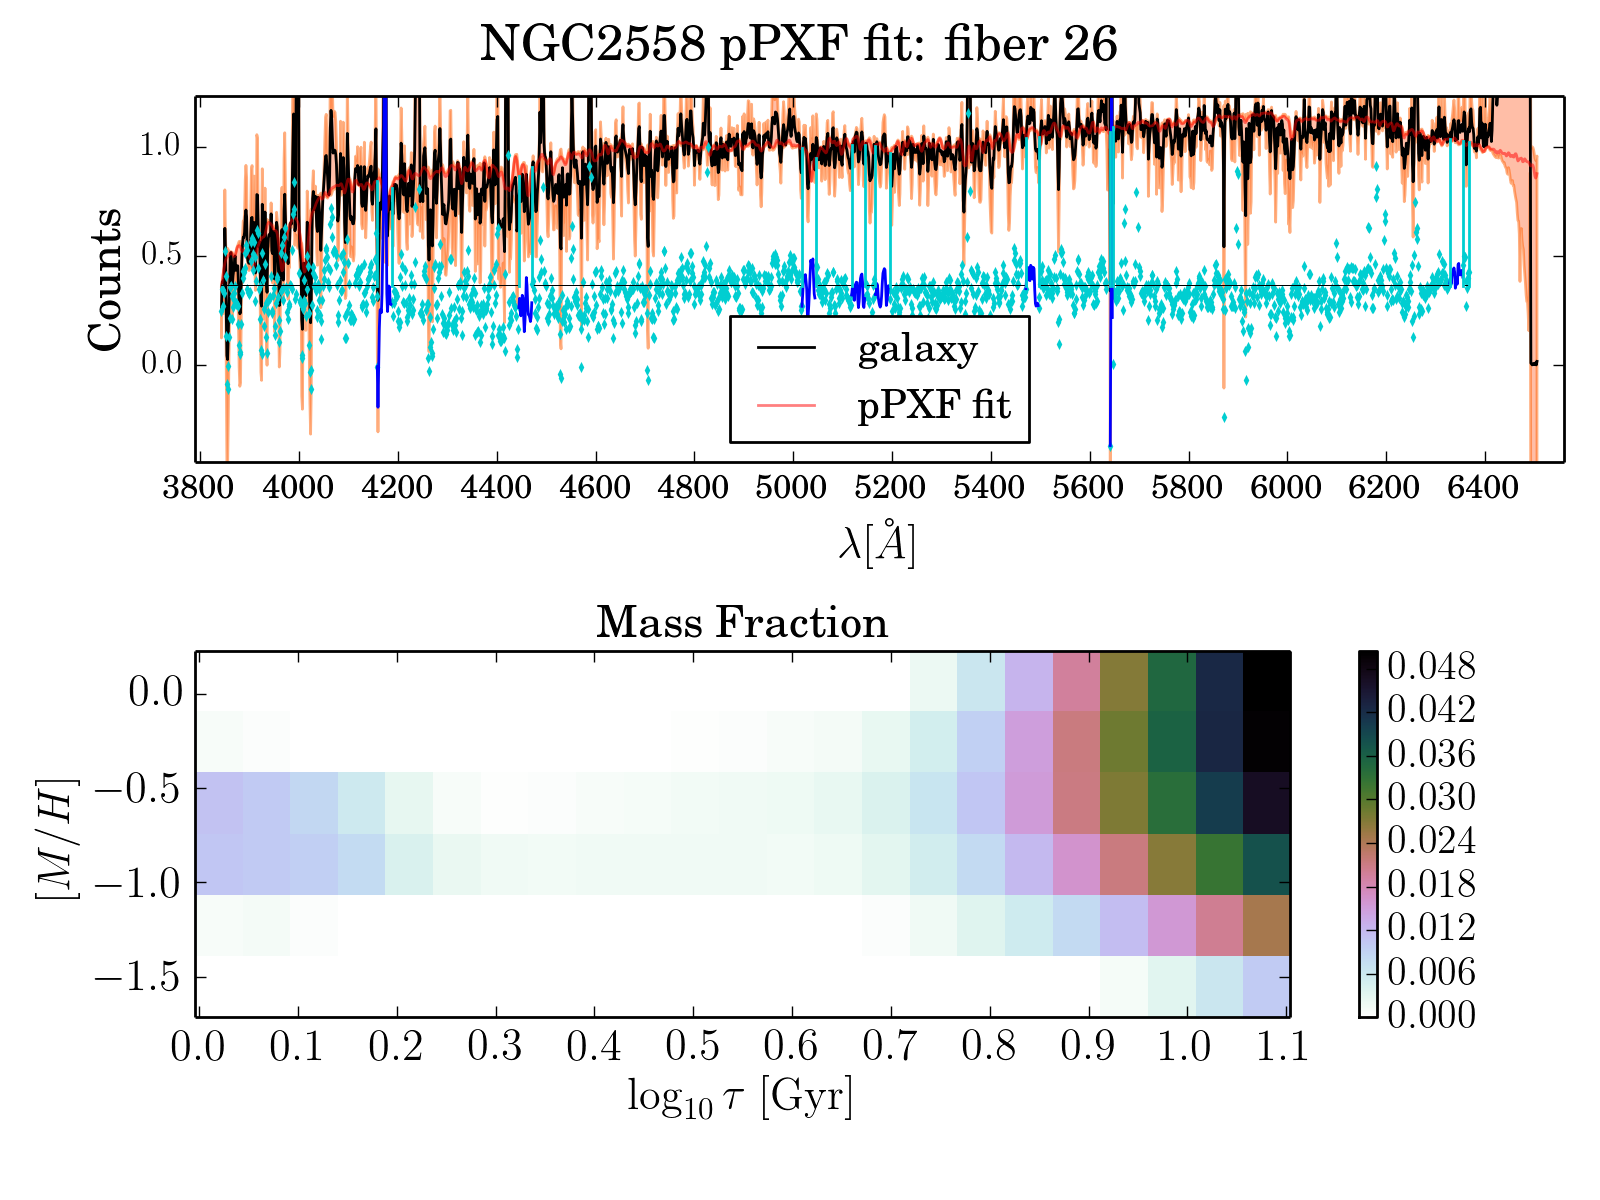 NGC2558 pPXF fit: fiber 26
Counts
1.0
0.5
0.0
galaxy
pPXF fit
3800 4000 4200 4400 4600 4800 5000 5200 5400 5600 5800 6000 6200 6400
λ[Å]
Mass Fraction
[M/H]
0.0
−0.5
−1.0
−1.5
0.0 0.1 0.2 0.3 0.4 0.5 0.6 0.7 0.8 0.9 1.0 1.1
log₁₀ τ [Gyr]
0.048
0.042
0.036
0.030
0.024
0.018
0.012
0.006
0.000